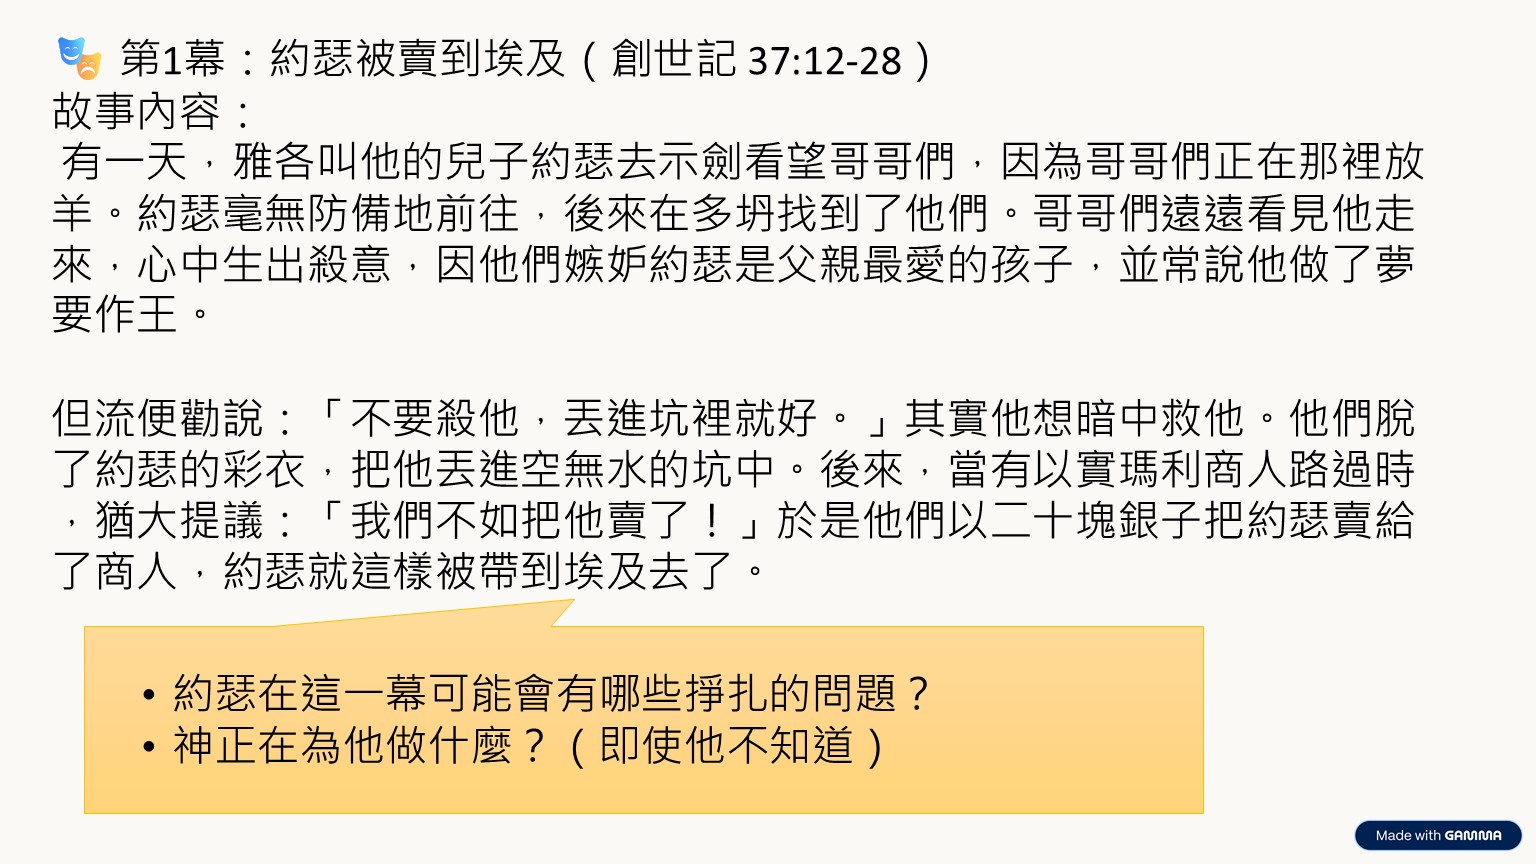 第1幕：約瑟被賣到埃及（創世記 37:12-28）
故事內容：
有一天，雅各叫他的兒子約瑟去示劍看望哥哥們，因為哥哥們正在那裡放
羊。約瑟毫無防備地前往，後來在多坍找到了他們。哥哥們遠遠看見他走
來，心中生出殺意，因他們嫉妒約瑟是父親最愛的孩子，並常說他做了夢
要作王。
但流便勸說：「不要殺他，丟進坑裡就好。」其實他想暗中救他。他們脫
了約瑟的彩衣，把他丟進空無水的坑中。後來，當有以實瑪利商人路過時
，猶大提議：「我們不如把他賣了！」於是他們以二十塊銀子把約瑟賣給
了商人，約瑟就這樣被帶到埃及去了。
• 約瑟在這一幕可能會有哪些掙扎的問題？
• 神正在為他做什麼？（即使他不知道）
Made with GAMMA